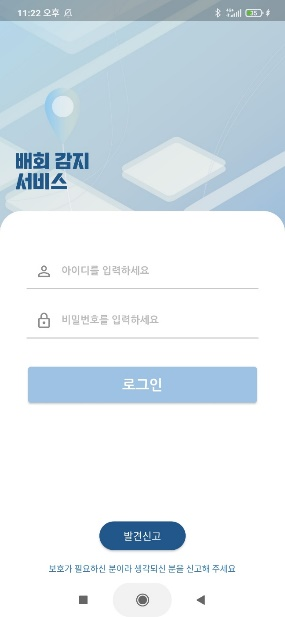 11:22 오후
배회 감지
서비스
아이디를 입력하세요
비밀번호를 입력하세요
로그인
발견신고
보호가 필요하신 분이라 생각되신 분을 신고해 주세요